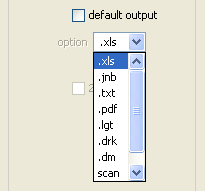 default output
option .xls
.xls
.jnb
.txt
.pdf
.lgt
.drk
.dm
scan